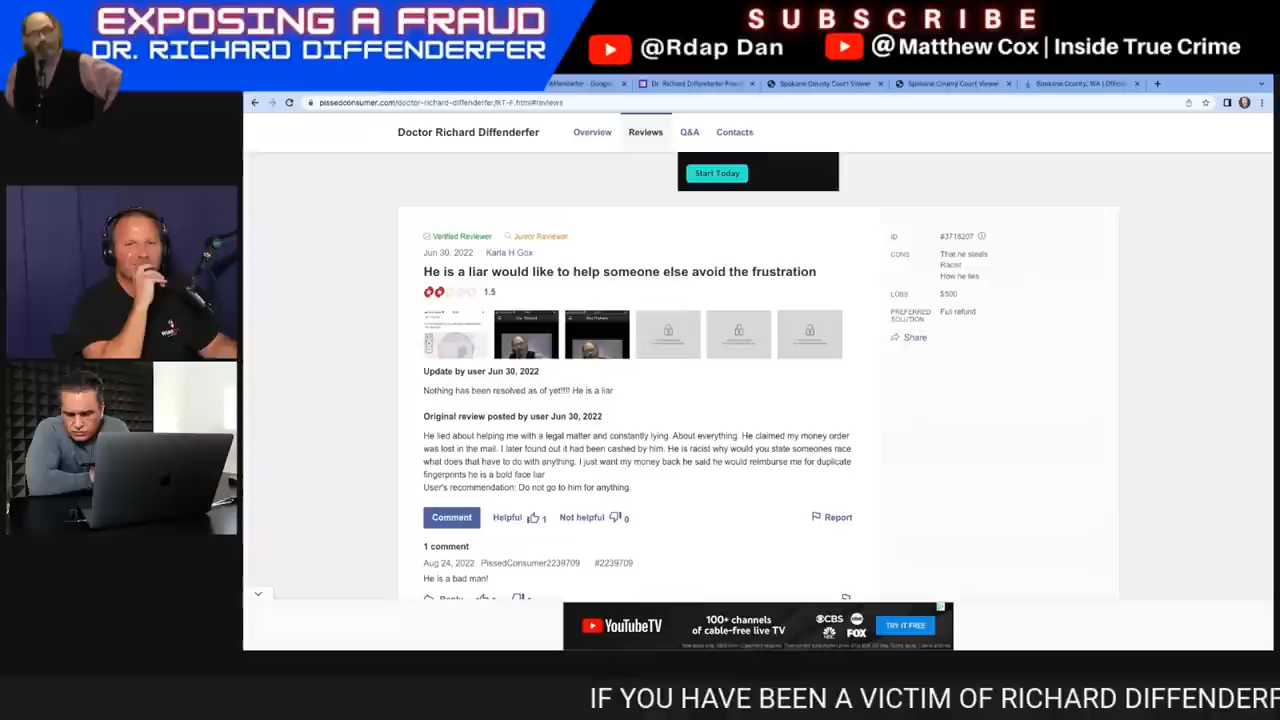 EXPOSING A FRAUD
DR. RICHARD DIFFENDERFER
SUBSCRIBE
@Rdap Dan
@Matthew Cox | Inside True Crime
Dr. Richard Diffenderfer
Spokane County Court Viewer
Spokane County Court Viewer
Spokane County, WA | Official
pissedconsumer.com/doctor-richard-diffenderfer/RT-F.html#reviews
Doctor Richard Diffenderfer
Overview
Reviews
Q&A
Contacts
Start Today
Verified Reviewer
Junior Reviewer
Jun 30, 2022
Karla H Gox
He is a liar would like to help someone else avoid the frustration
1.5
ID
#3718207
CONS
That he steals
Racist
How he lies
LOSS
$500
PREFERRED
SOLUTION
Full refund
Share
Update by user Jun 30, 2022
Nothing has been resolved as of yet!!!! He is a liar
Original review posted by user Jun 30, 2022
He lied about helping me with a legal matter and constantly lying. About everything. He claimed my money order
was lost in the mail. I later found out it had been cashed by him. He is racist why would you state someones race
what does that have to do with anything. I just want my money back he said he would reimburse me for duplicate
fingerprints he is a bold face liar
User's recommendation: Do not go to him for anything.
Comment
Helpful
1
Not helpful
0
Report
1 comment
Aug 24, 2022
PissedConsumer2239709
#2239709
He is a bad man!
Reply
YouTubeTV
100+ channels
of cable-free live TV
CBS
abc
NBC
FOX
TRY IT FREE
IF YOU HAVE BEEN A VICTIM OF RICHARD DIFFENDERF